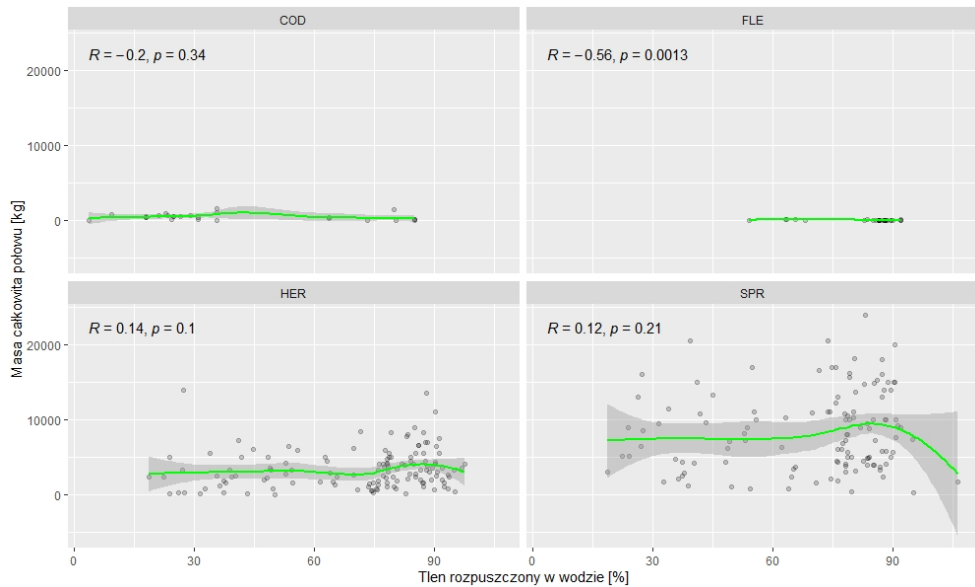 COD
FLE
R = −0.2, p = 0.34
R = −0.56, p = 0.0013
20000
10000
0
HER
SPR
R = 0.14, p = 0.1
R = 0.12, p = 0.21
20000
10000
0
0 30 60 90 0 30 60 90
Tlen rozpuszczony w wodzie [%]
Masa całkowita połowu [kg]